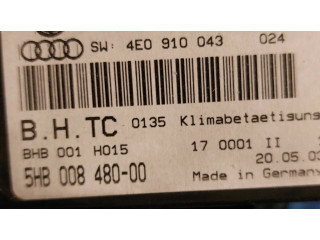 SW: 4E0 910 043 024
B.H.TC 0135 Klimabetaetigung
BHB 001 H015 17 0001 II
20.05.03
5HB 008 480-00 Made in Germany